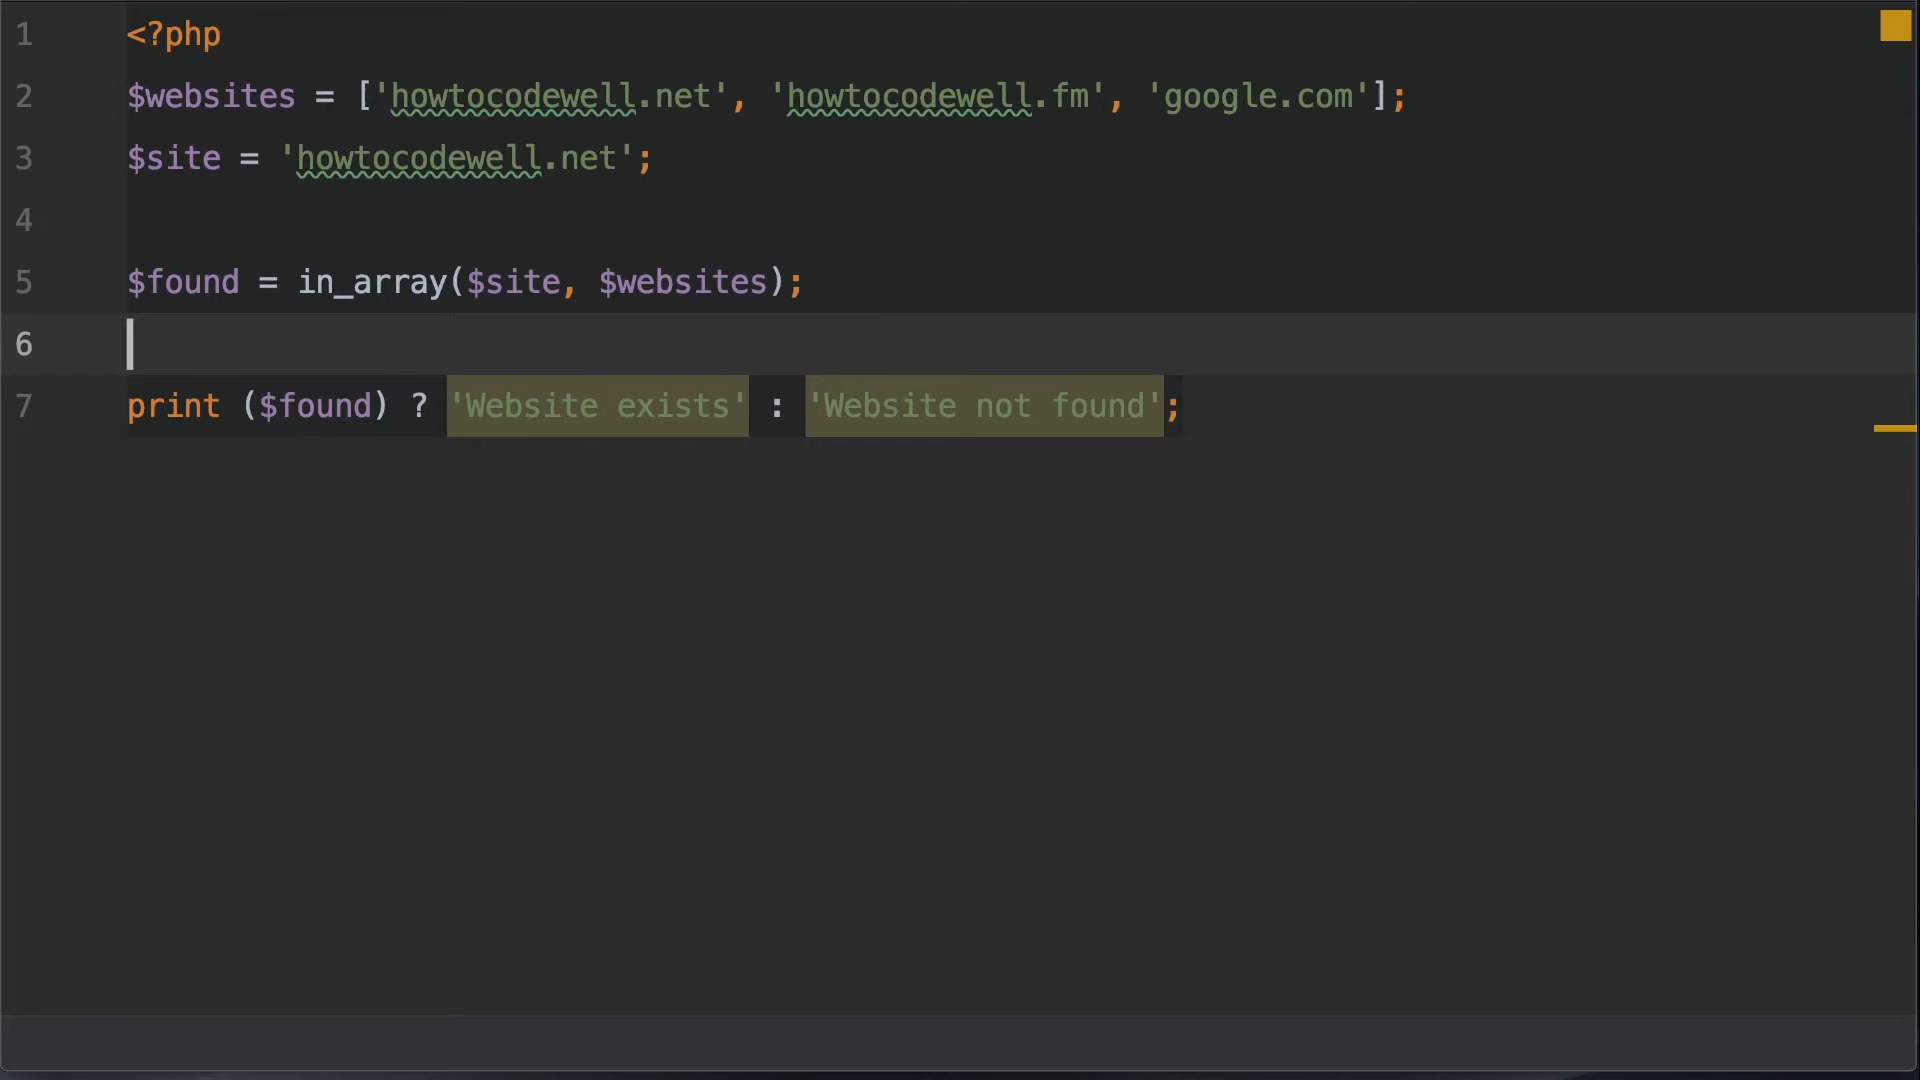 1 <?php
2 $websites = ['howtocodewell.net', 'howtocodewell.fm', 'google.com'];
3 $site = 'howtocodewell.net';
4
5 $found = in_array($site, $websites);
6
7 print ($found) ? 'Website exists' : 'Website not found';